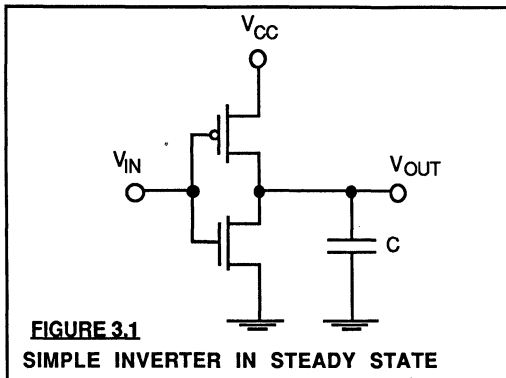 VCC
VIN
VOUT
C
FIGURE 3.1
SIMPLE INVERTER IN STEADY STATE